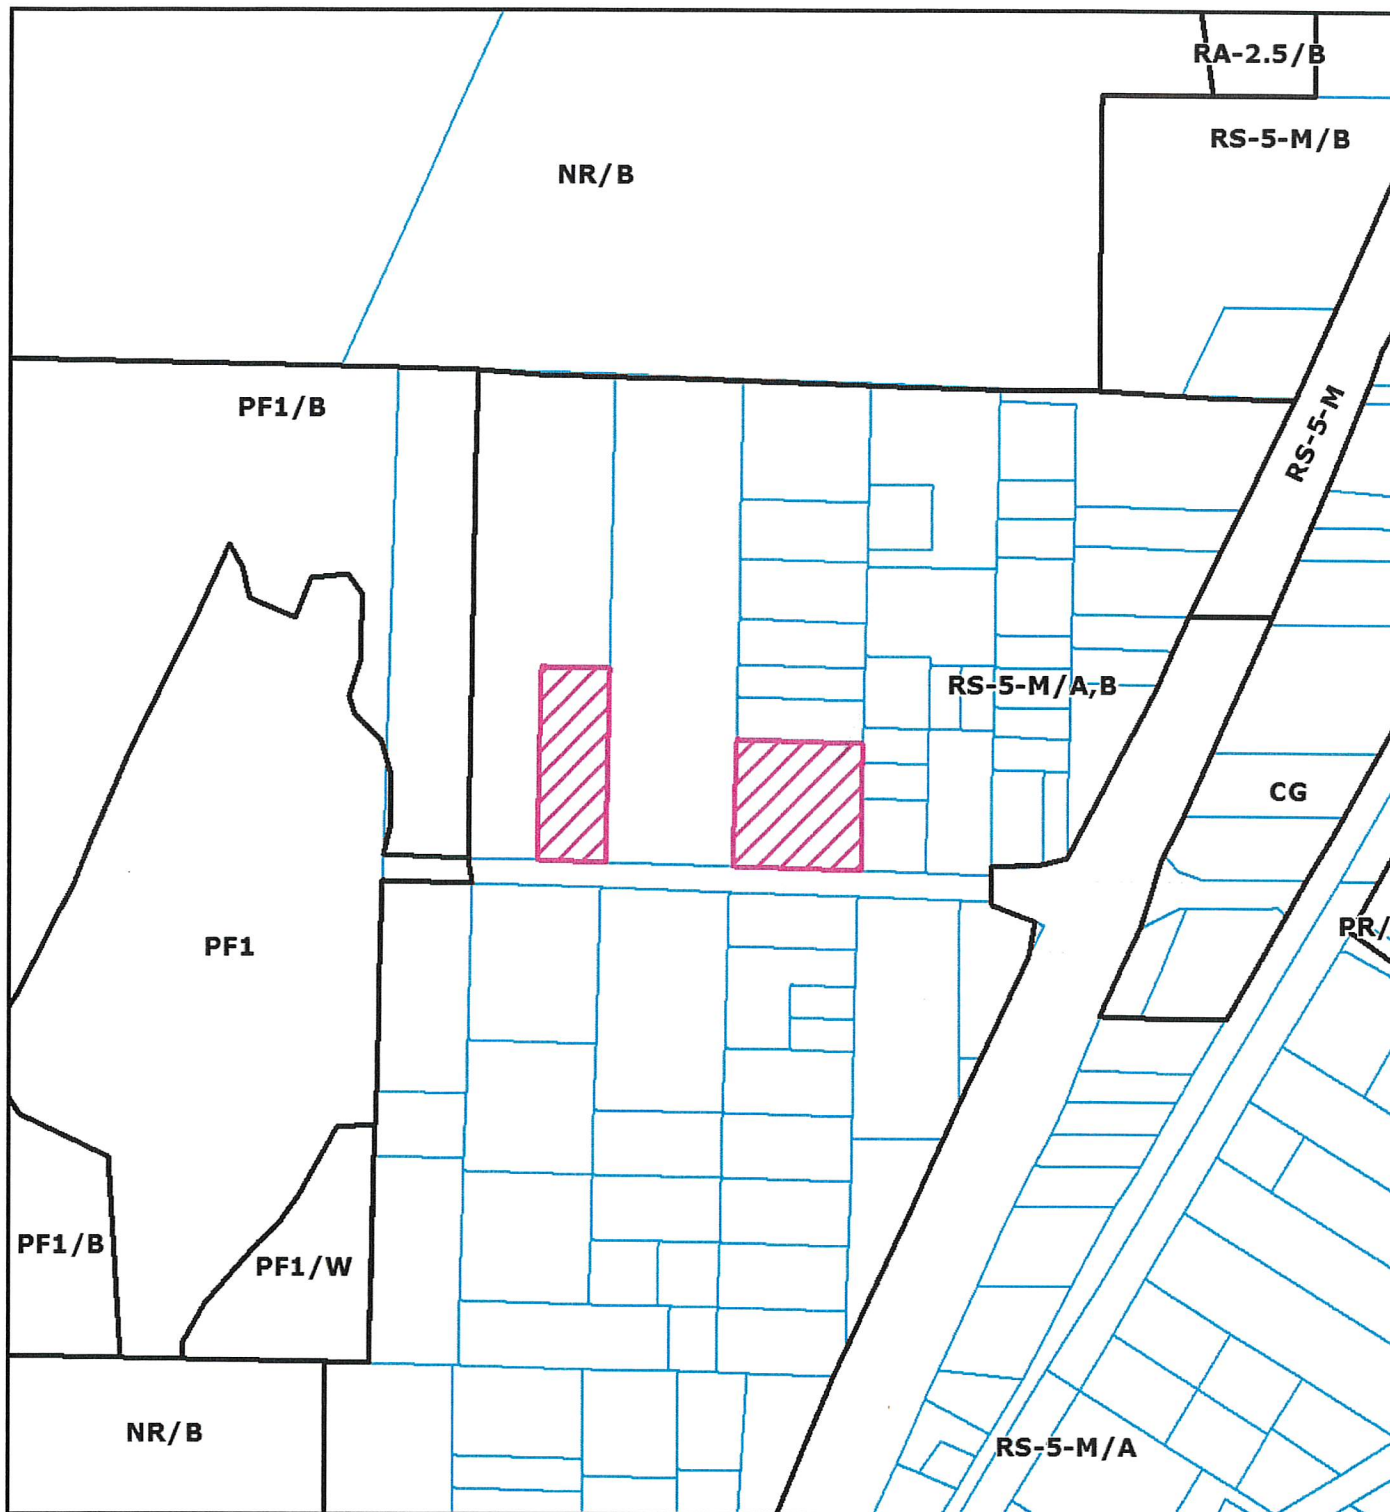 RA-2.5/B
RS-5-M/B
NR/B
PF1/B
RS-5-M
RS-5-M/A,B
CG
PR/
PF1
PF1/B
PF1/W
NR/B
RS-5-M/A